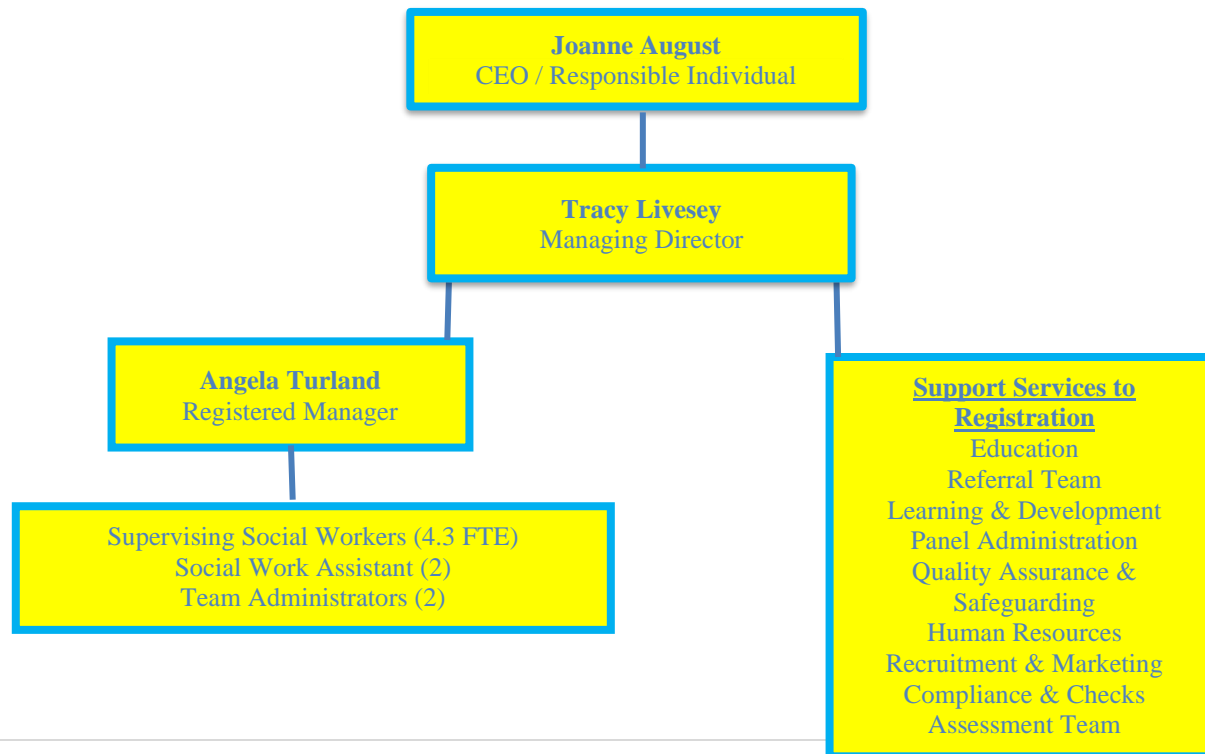 Joanne August
CEO / Responsible Individual
Tracy Livesey
Managing Director
Angela Turland
Registered Manager
Supervising Social Workers (4.3 FTE)
Social Work Assistant (2)
Team Administrators (2)
Support Services to
Registration
Education
Referral Team
Learning & Development
Panel Administration
Quality Assurance &
Safeguarding
Human Resources
Recruitment & Marketing
Compliance & Checks
Assessment Team